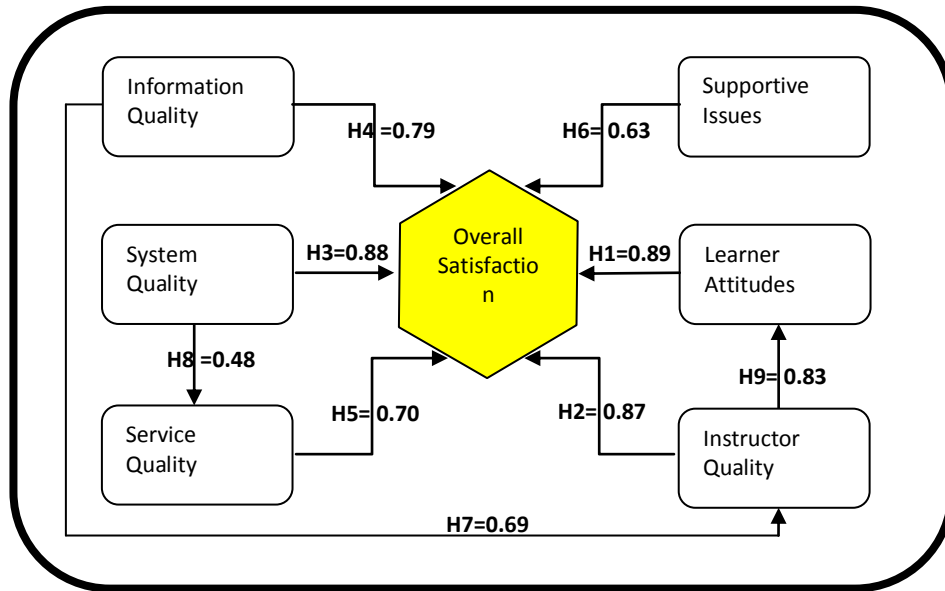 Information
Quality
Supportive
Issues
H4 =0.79
H6= 0.63
System
Quality
H3=0.88
Overall
Satisfactio
n
H1=0.89
Learner
Attitudes
H8 =0.48
H9= 0.83
Service
Quality
H5= 0.70
H2= 0.87
Instructor
Quality
H7=0.69